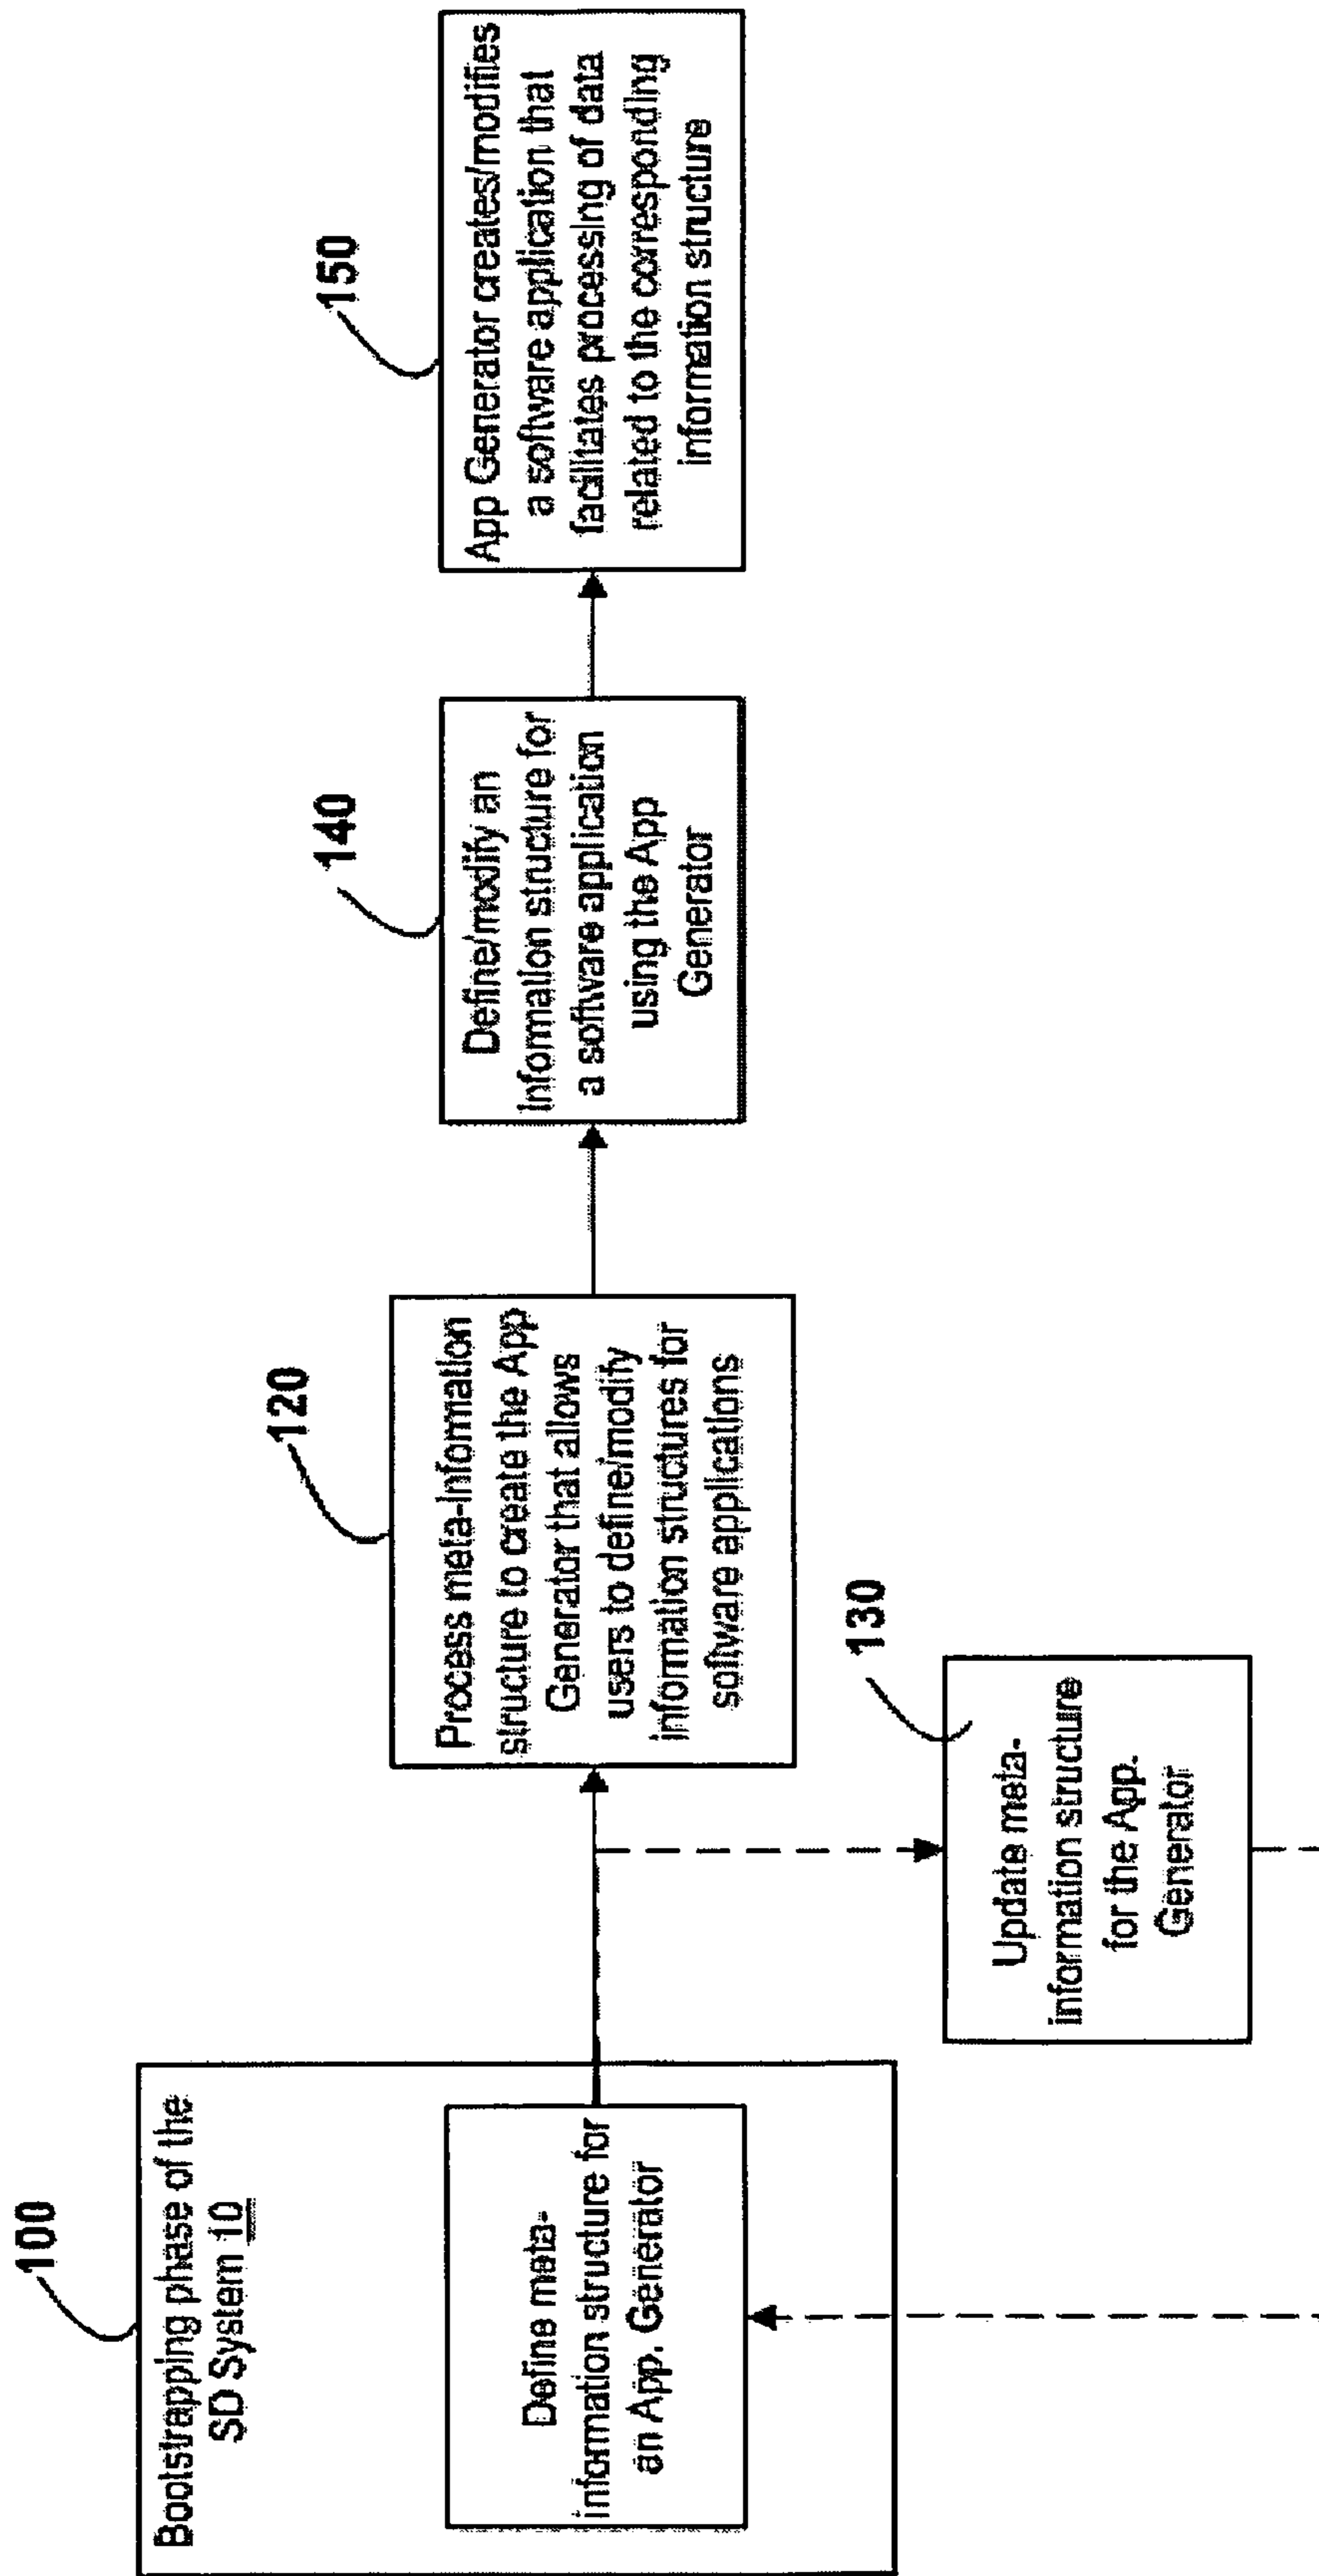 100
Bootstrapping phase of the
SD System 10
Define meta-
information structure for
an App. Generator
120
Process meta-information
structure to create the App
Generator that allows
users to define/modify
information structures for
software applications
130
Update meta-
information structure
for the App.
Generator
140
Define/modify an
information structure for
a software application
using the App
Generator
150
App Generator creates/modifies
a software application that
facilitates processing of data
related to the corresponding
information structure